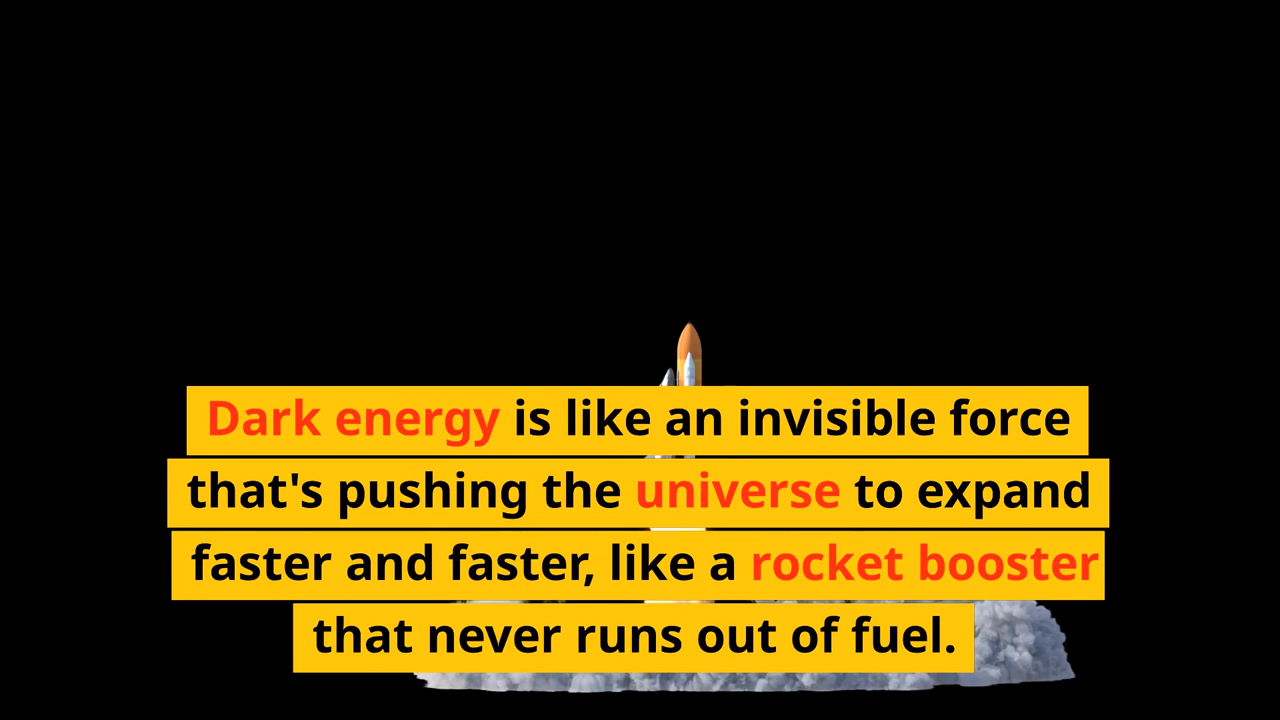 Dark energy is like an invisible force
that's pushing the universe to expand
faster and faster, like a rocket booster
that never runs out of fuel.